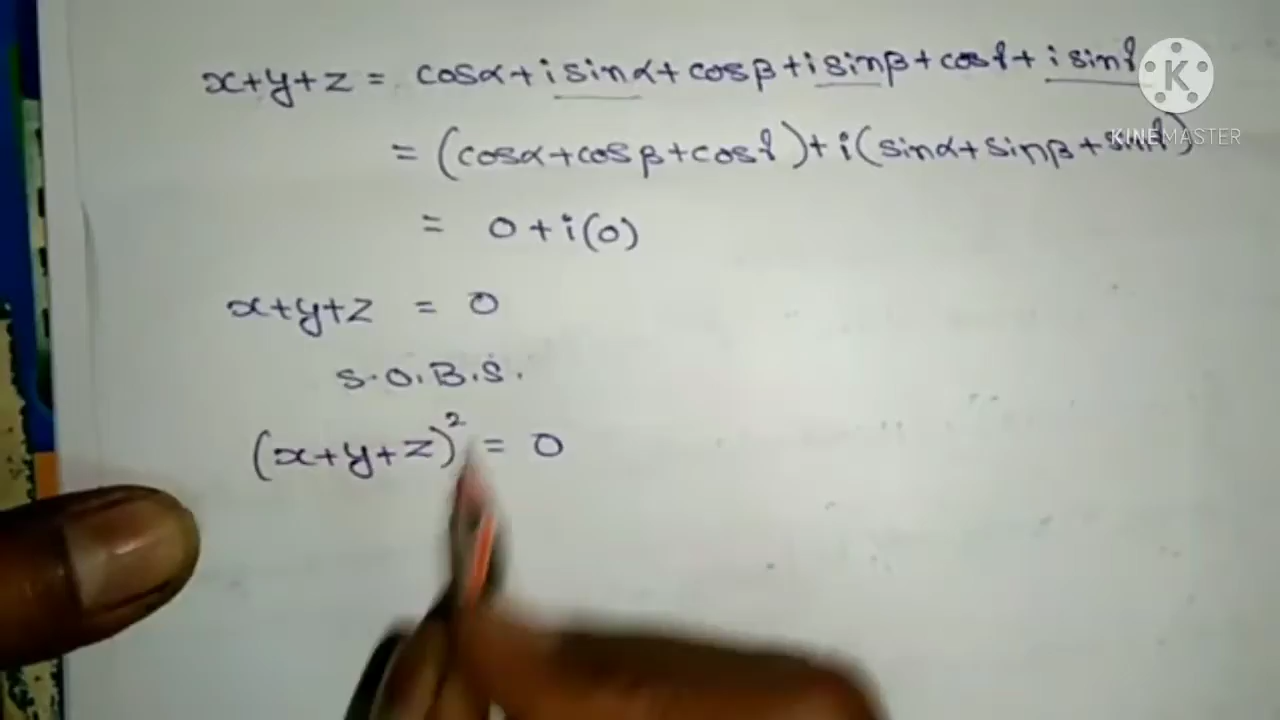 x+y+z = cosα+i sinα+cosβ+i sinβ+cosγ+ i sinγ
= (cosα+cosβ+cosγ)+i(sinα+sinβ+sinγ)
= 0+i(0)
x+y+z = 0
S.O.B.S.
(x+y+z)² = 0
K
KINEMASTER